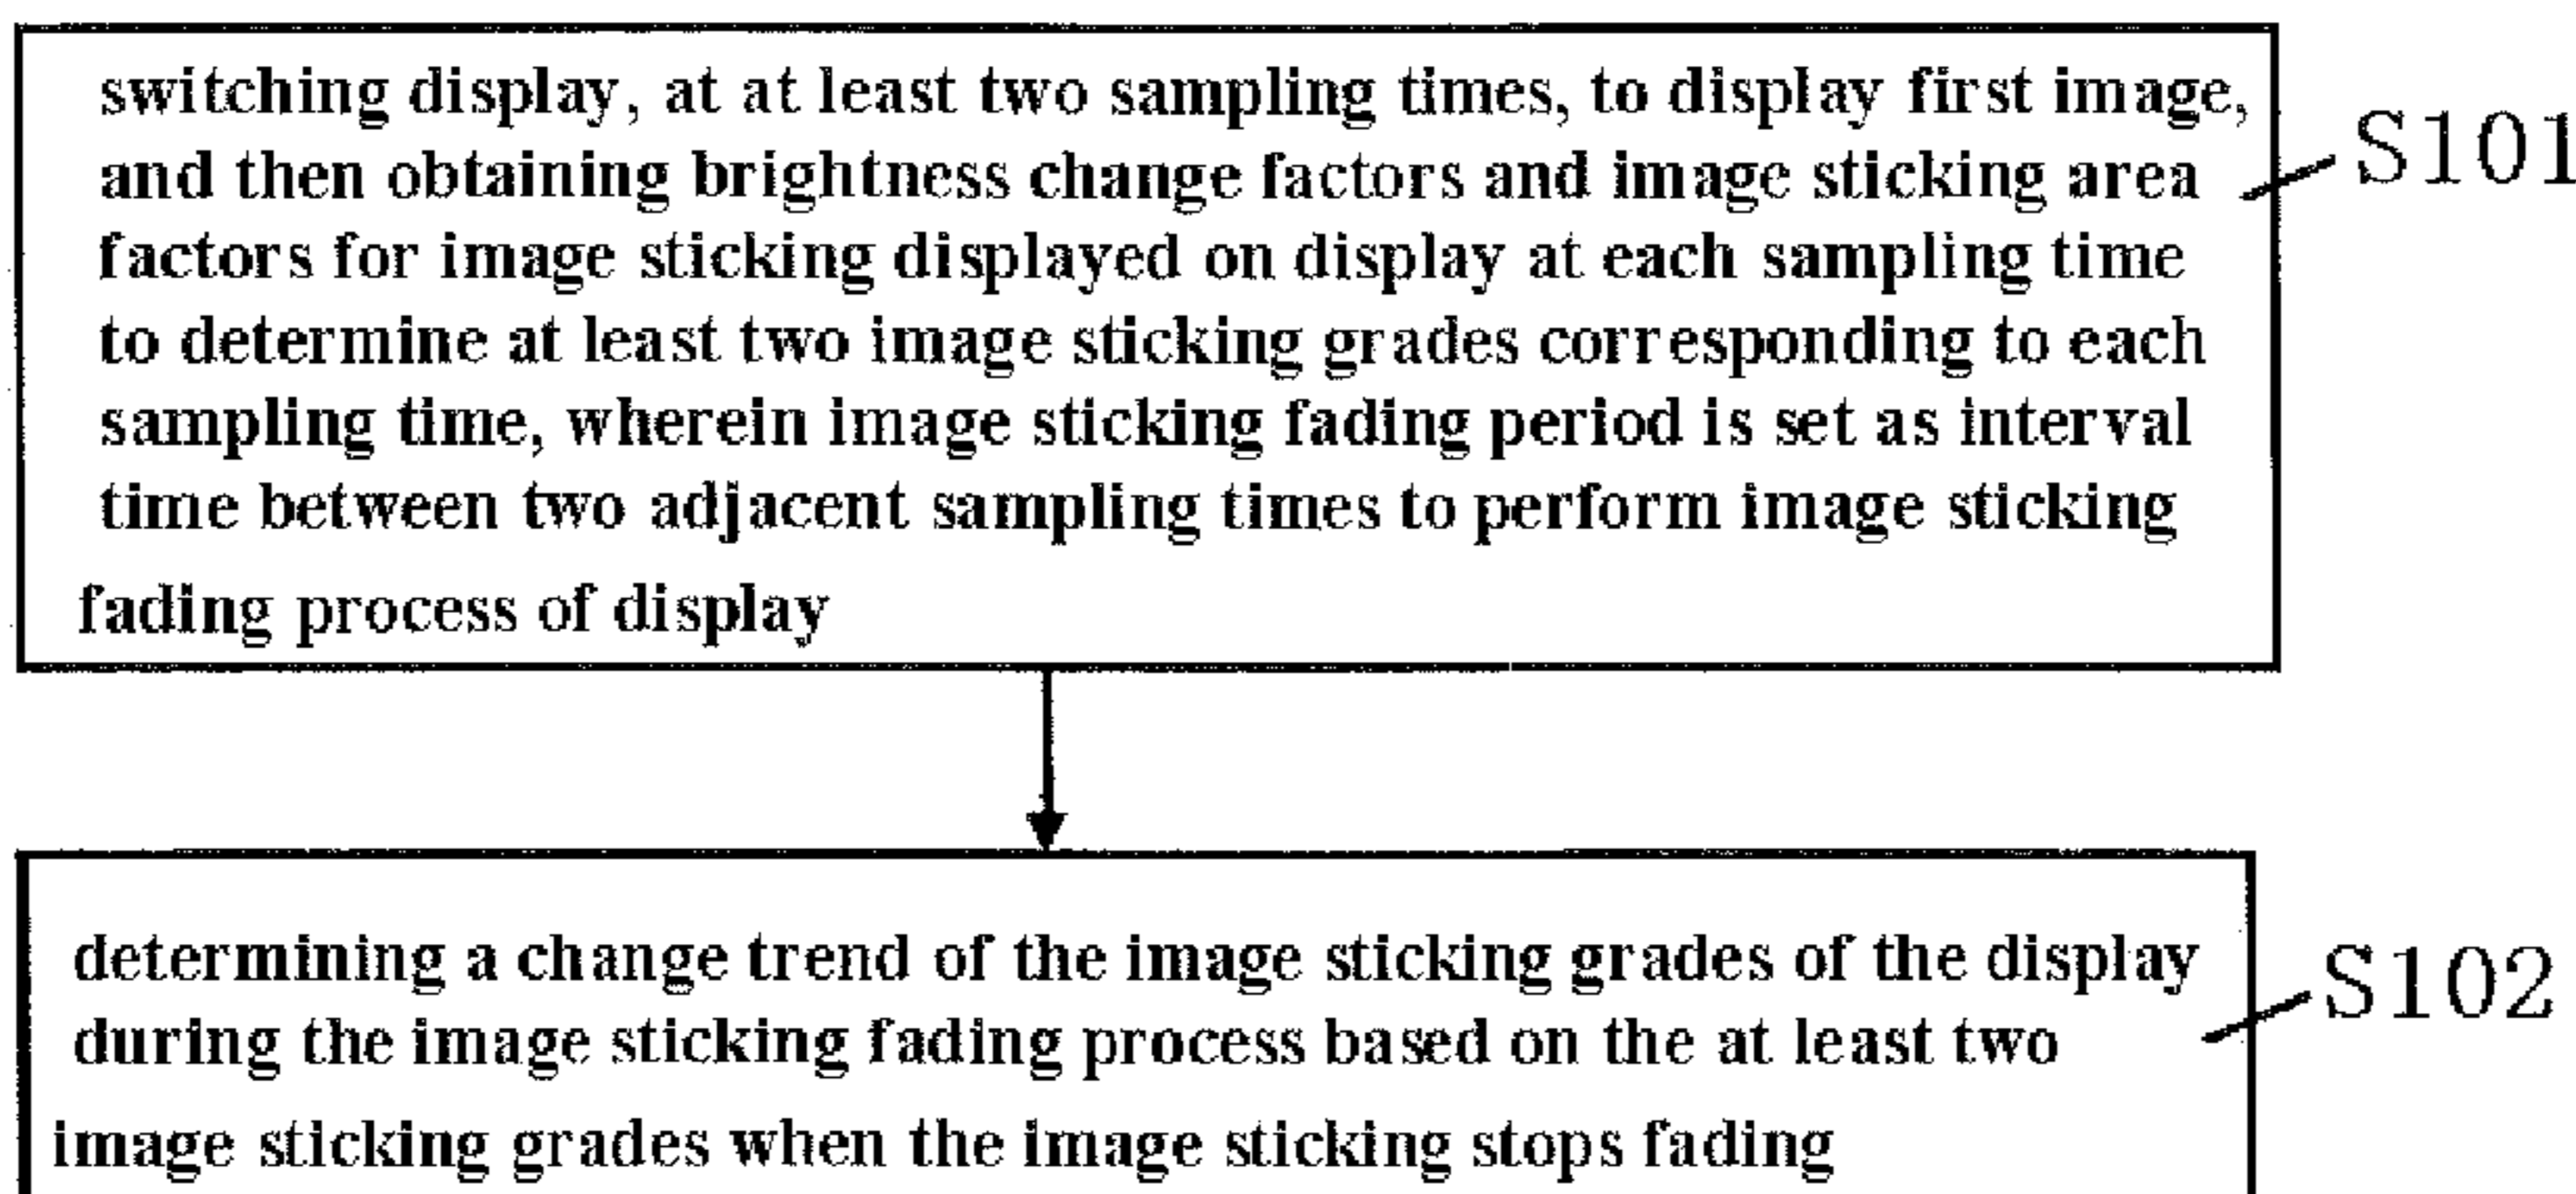 switching display, at at least two sampling times, to display first image,
and then obtaining brightness change factors and image sticking area
factors for image sticking displayed on display at each sampling time
to determine at least two image sticking grades corresponding to each
sampling time, wherein image sticking fading period is set as interval
time between two adjacent sampling times to perform image sticking
fading process of display
S101
determining a change trend of the image sticking grades of the display
during the image sticking fading process based on the at least two
image sticking grades when the image sticking stops fading
S102